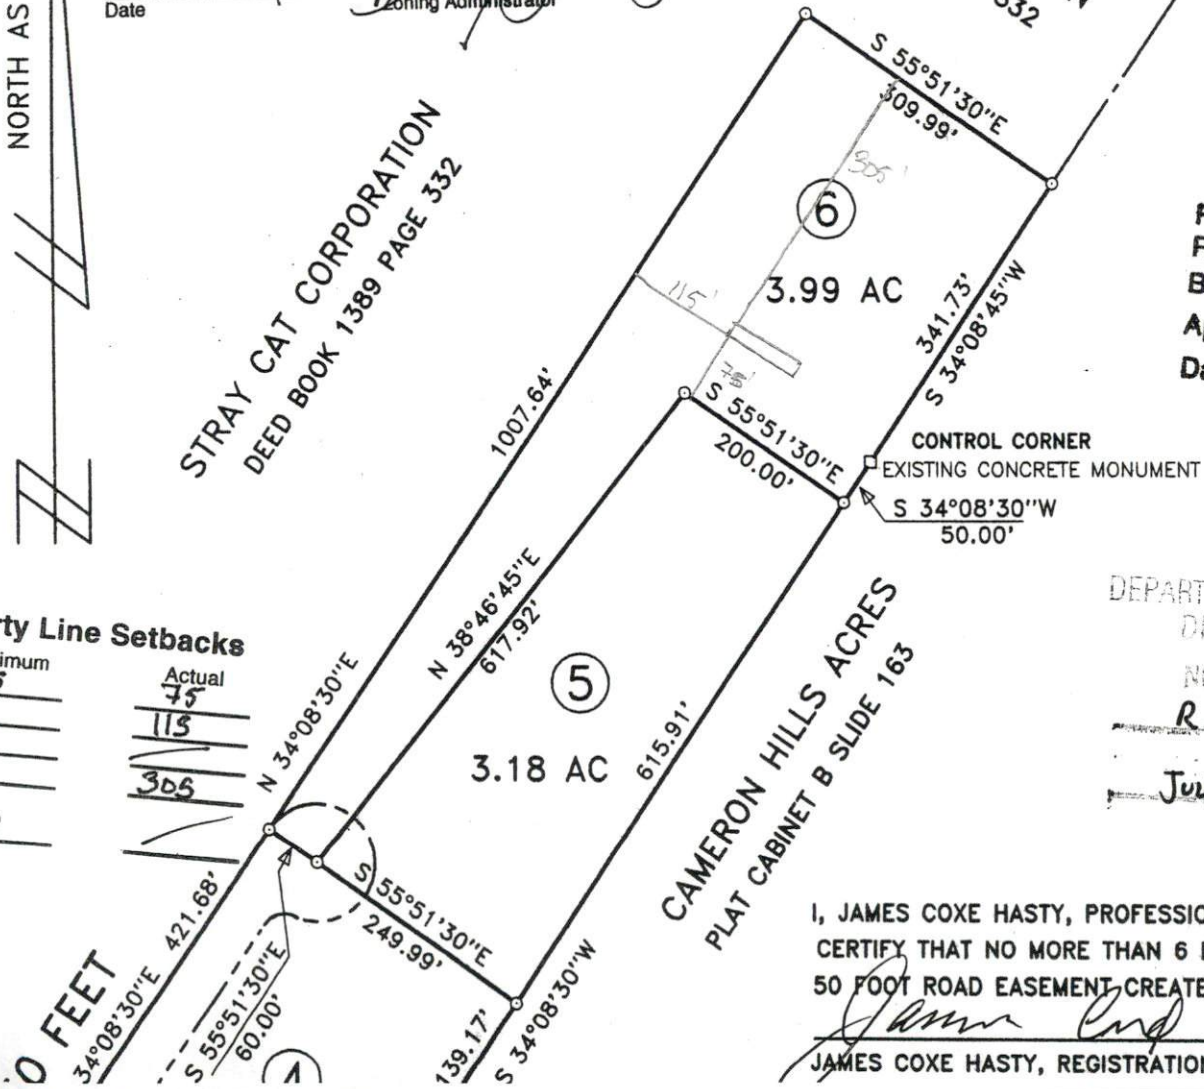 Date
Zoning Administrator
NORTH AS
332
S 55°51'30"E
309.99'
305'
6
3.99 AC
115'
75'
STRAY CAT CORPORATION
DEED BOOK 1389 PAGE 332
1007.64'
341.73'
S 34°08'45"W
S 55°51'30"E
200.00'
CONTROL CORNER
EXISTING CONCRETE MONUMENT
S 34°08'30"W
50.00'
N 38°46'45"E
617.92'
5
3.18 AC
615.91'
CAMERON HILLS ACRES
PLAT CABINET B SLIDE 163
DEPART
rty Line Setbacks
imum
Actual
75
115
305
N 34°08'30"E
S 55°51'30"E
249.99'
421.68'
34°08'30"E
O FEET
S 55°51'30"E
60.00'
4
139.17'
S 34°08'30"W
R
Jul
I, JAMES COXE HASTY, PROFESSIO
CERTIFY THAT NO MORE THAN 6
50 FOOT ROAD EASEMENT CREATE
JAMES COXE HASTY, REGISTRATIO